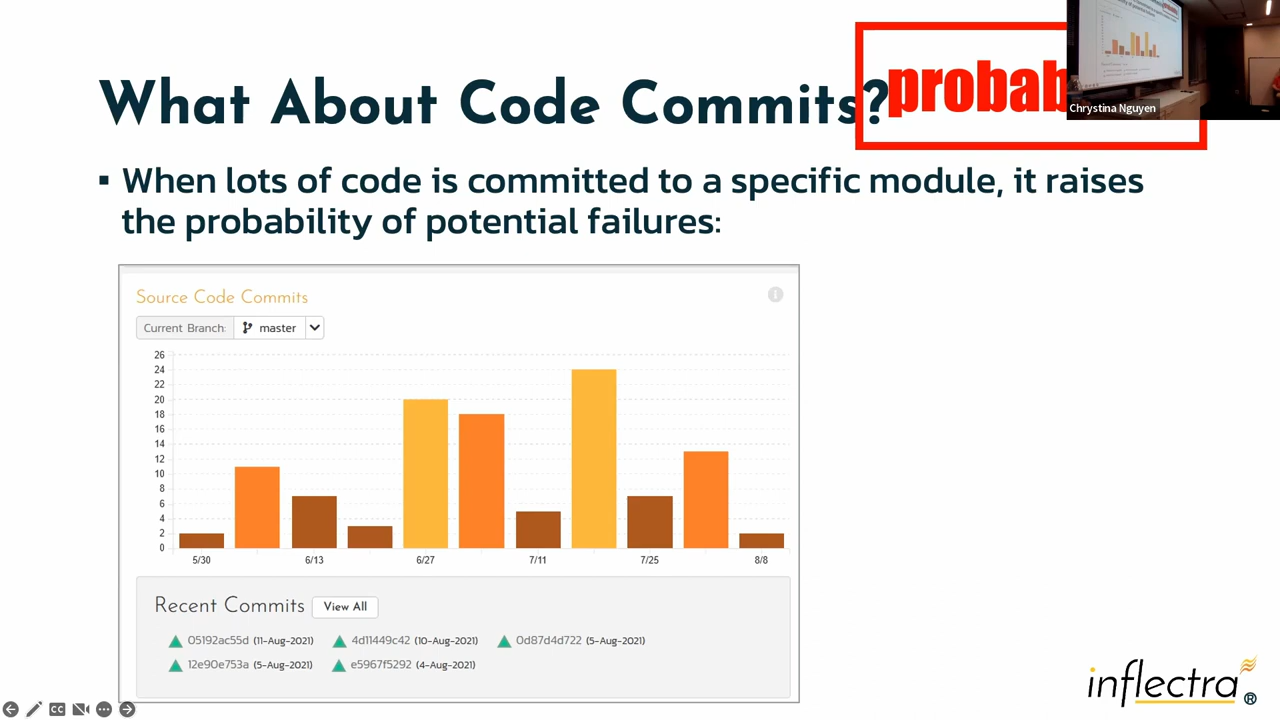 What About Code Commits?
probab
Chrystina Nguyen
▪ When lots of code is committed to a specific module, it raises
the probability of potential failures:
Source Code Commits
Current Branch: master
26
24
22
20
18
16
14
12
10
8
6
4
2
0
5/30 6/13 6/27 7/11 7/25 8/8
Recent Commits View All
05192ac55d (11-Aug-2021) 4d11449c42 (10-Aug-2021) 0d87d4d722 (5-Aug-2021)
12e90e753a (5-Aug-2021) e5967f5292 (4-Aug-2021)
CC
inflectra®